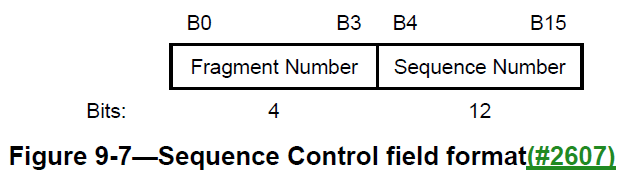 B0 B3 B4 B15
Fragment Number Sequence Number
Bits: 4 12
Figure 9-7—Sequence Control field format(#2607)